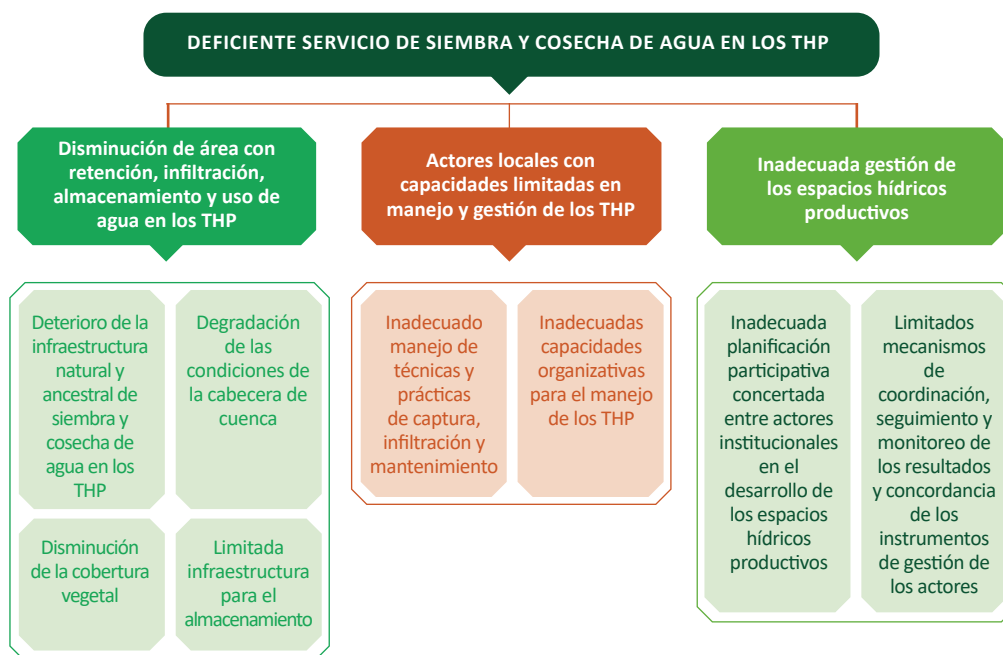 DEFICIENTE SERVICIO DE SIEMBRA Y COSECHA DE AGUA EN LOS THP
Disminución de área con
retención, infiltración,
almacenamiento y uso de
agua en los THP
Actores locales con
capacidades limitadas en
manejo y gestión de los THP
Inadecuada gestión de
los espacios hídricos
productivos
Deterioro de la
infraestructura
natural y
ancestral de
siembra y
cosecha de
agua en los
THP
Degradación
de las
condiciones de
la cabecera de
cuenca
Disminución
de la cobertura
vegetal
Limitada
infraestructura
para el
almacenamiento
Inadecuado
manejo de
técnicas y
prácticas
de captura,
infiltración y
mantenimiento
Inadecuadas
capacidades
organizativas
para el manejo
de los THP
Inadecuada
planificación
participativa
concertada
entre actores
institucionales
en el
desarrollo de
los espacios
hídricos
productivos
Limitados
mecanismos
de
coordinación,
seguimiento y
monitoreo de
los resultados
y concordancia
de los
instrumentos
de gestión de
los actores